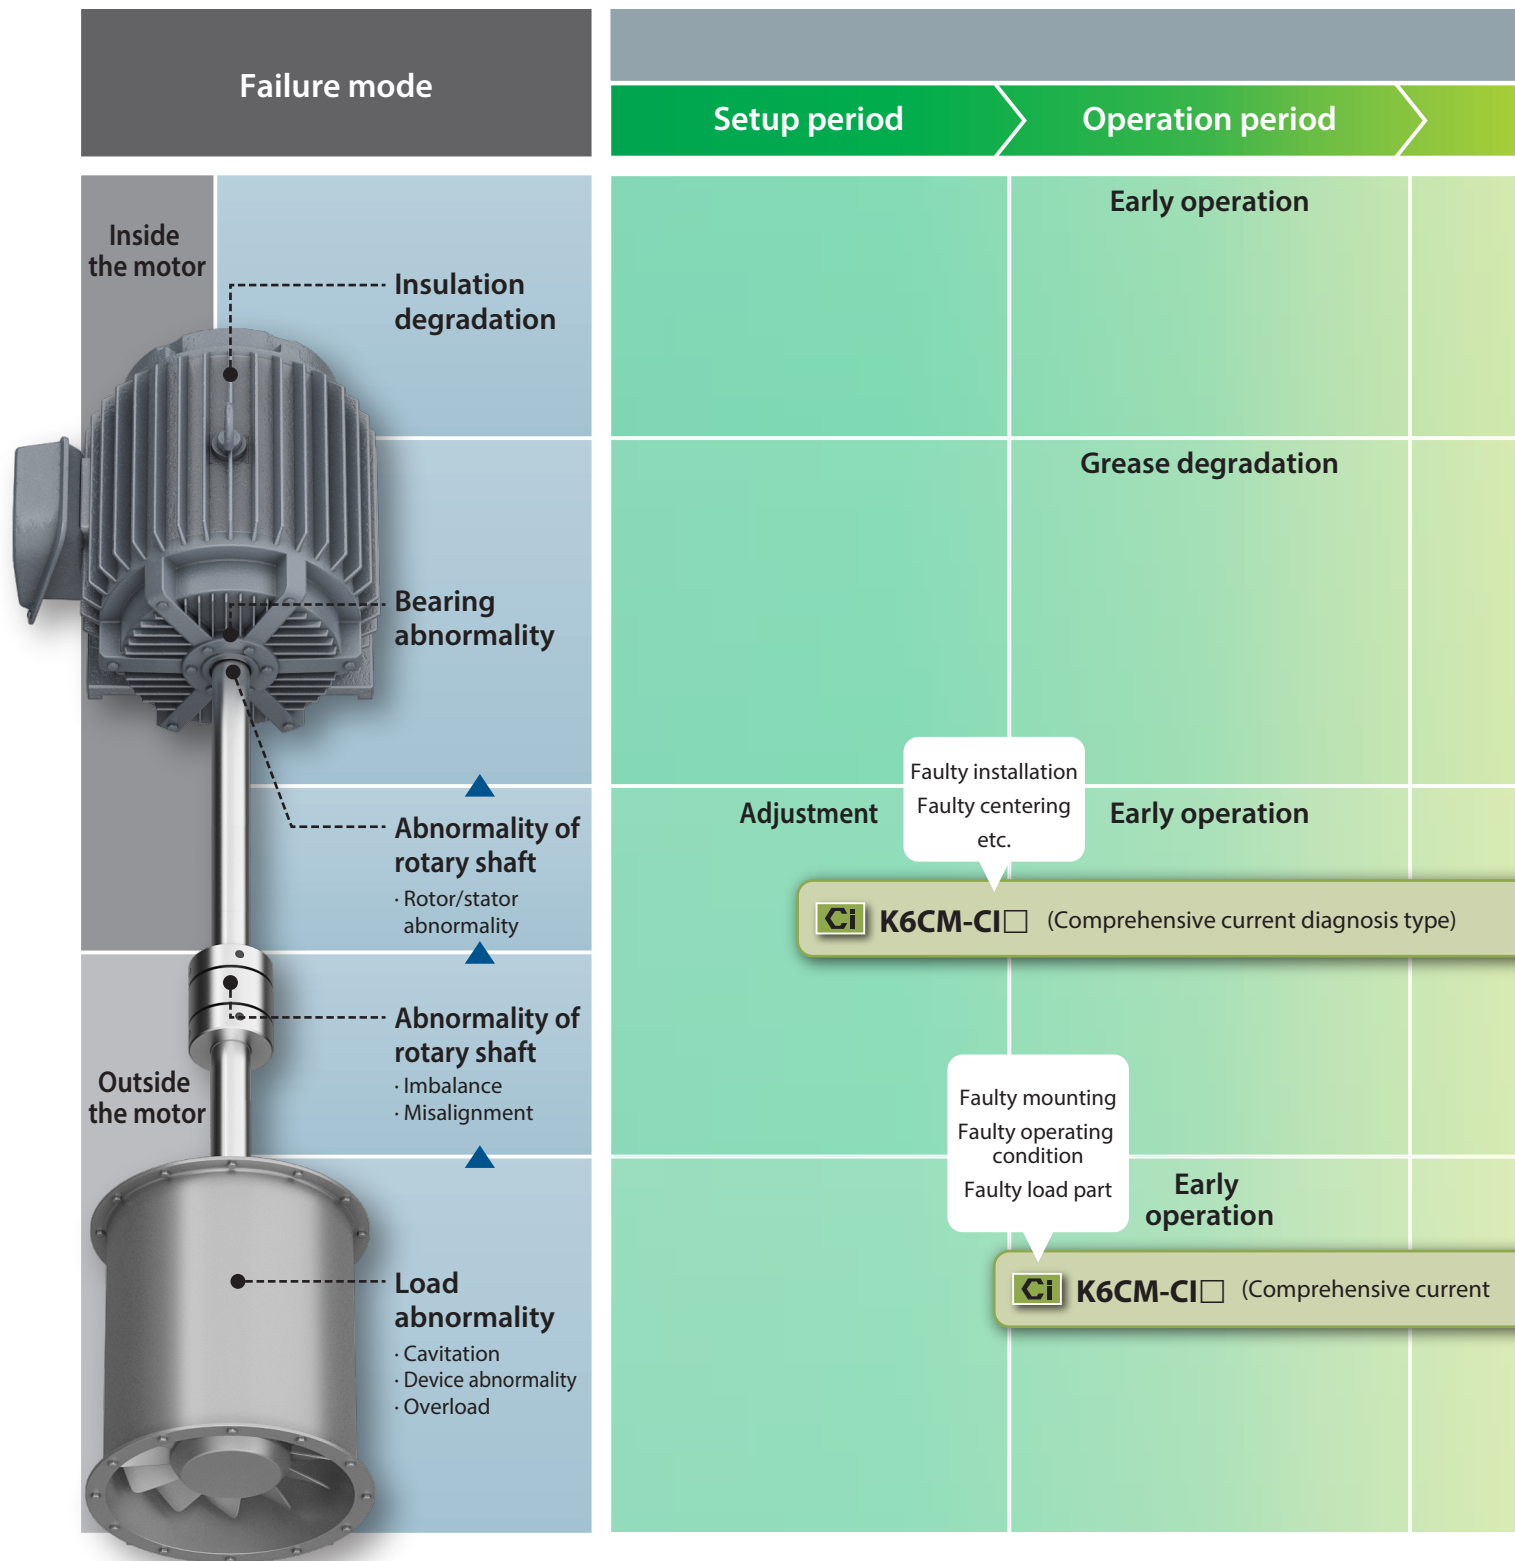 Failure mode
Setup period
Operation period
Inside
the motor
Early operation
Insulation
degradation
Grease degradation
Bearing
abnormality
Faulty installation
Faulty centering
etc.
Adjustment
Early operation
Abnormality of
rotary shaft
· Rotor/stator
abnormality
Ci K6CM-CI□ (Comprehensive current diagnosis type)
Abnormality of
rotary shaft
· Imbalance
· Misalignment
Outside
the motor
Faulty mounting
Faulty operating
condition
Faulty load part
Early
operation
Load
abnormality
· Cavitation
· Device abnormality
· Overload
Ci K6CM-CI□ (Comprehensive current